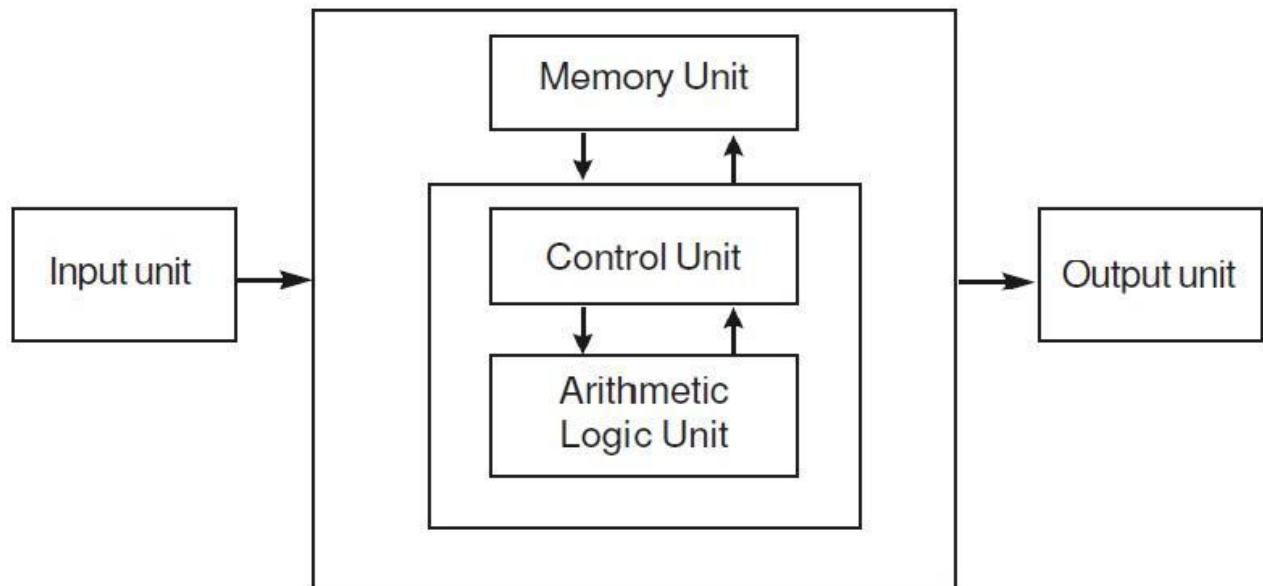 Memory Unit
Input unit
Control Unit
Output unit
Arithmetic
Logic Unit